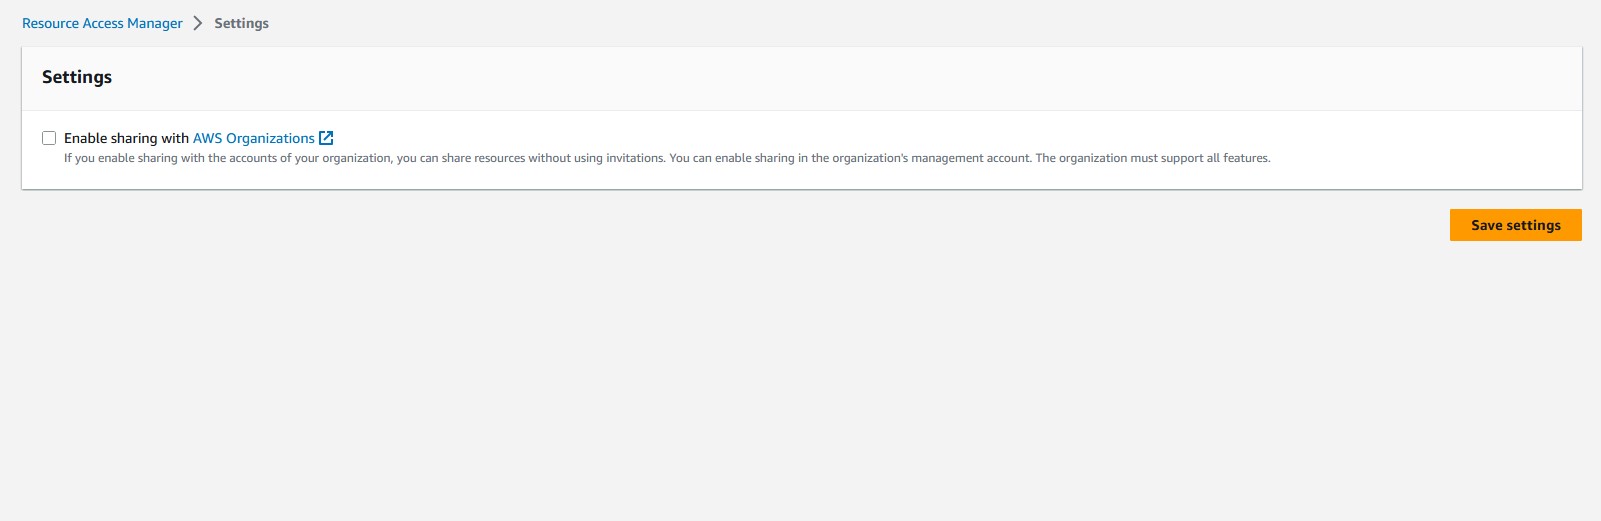 Resource Access Manager > Settings
Settings
Enable sharing with AWS Organizations
If you enable sharing with the accounts of your organization, you can share resources without using invitations. You can enable sharing in the organization's management account. The organization must support all features.
Save settings